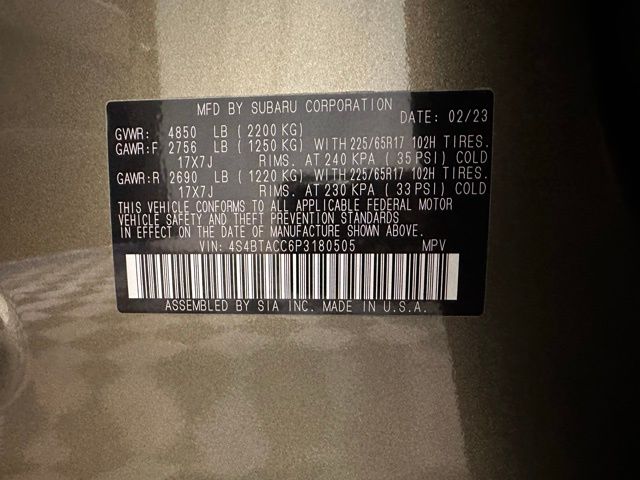 MFD BY SUBARU CORPORATION
DATE: 02/23
GVWR: 4850 LB (2200 KG)
GAWR:F 2756 LB (1250 KG) WITH 225/65R17 102H TIRES.
17X7J RIMS. AT 240 KPA (35 PSI) COLD
GAWR:R 2690 LB (1220 KG) WITH 225/65R17 102H TIRES.
17X7J RIMS. AT 230 KPA (33 PSI) COLD
THIS VEHICLE CONFORMS TO ALL APPLICABLE FEDERAL MOTOR
VEHICLE SAFETY AND THEFT PREVENTION STANDARDS
IN EFFECT ON THE DATE OF MANUFACTURE SHOWN ABOVE.
VIN: 4S4BTACC6P3180505 MPV
ASSEMBLED BY SIA INC. MADE IN U.S.A.